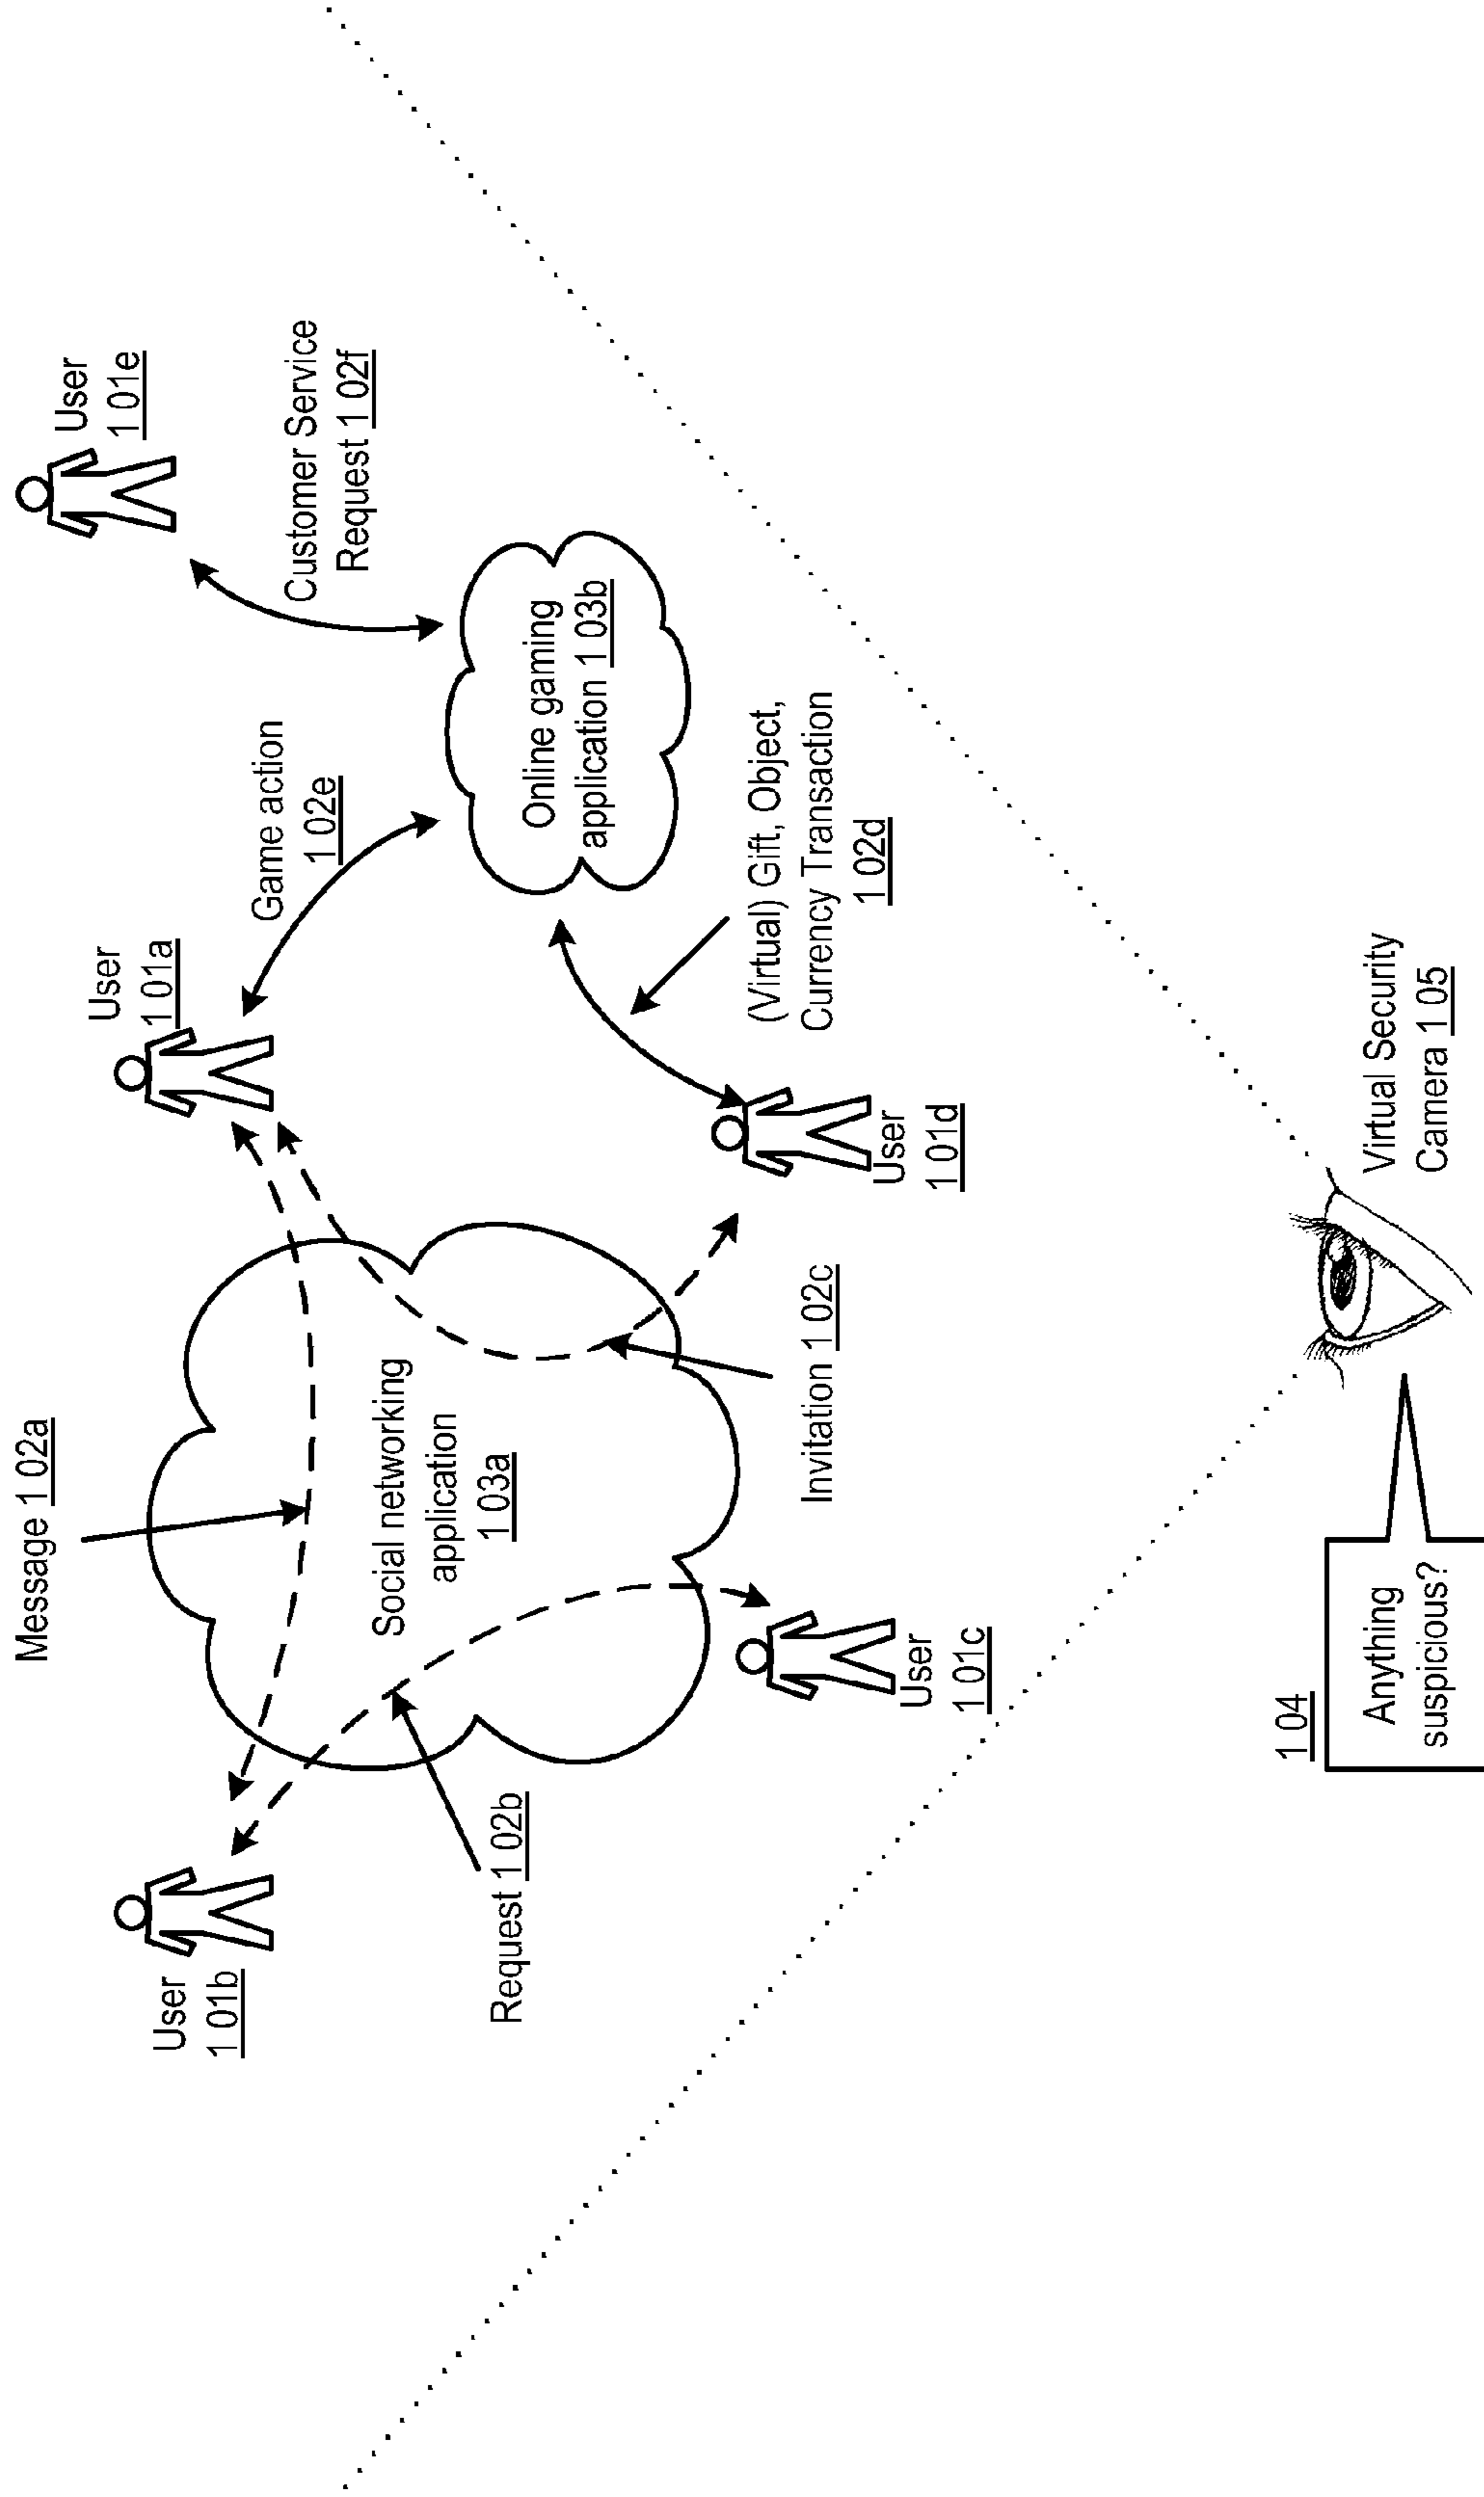 Message 102a
User
101b
User
101a
User
101e
Game action
102e
Customer Service
Request 102f
Social networking
application
103a
Request 102b
Online gaming
application 103b
Invitation 102c
(Virtual) Gift, Object,
Currency Transaction
102d
User
101c
User
101d
104
Anything
suspicious?
Virtual Security
Camera 105